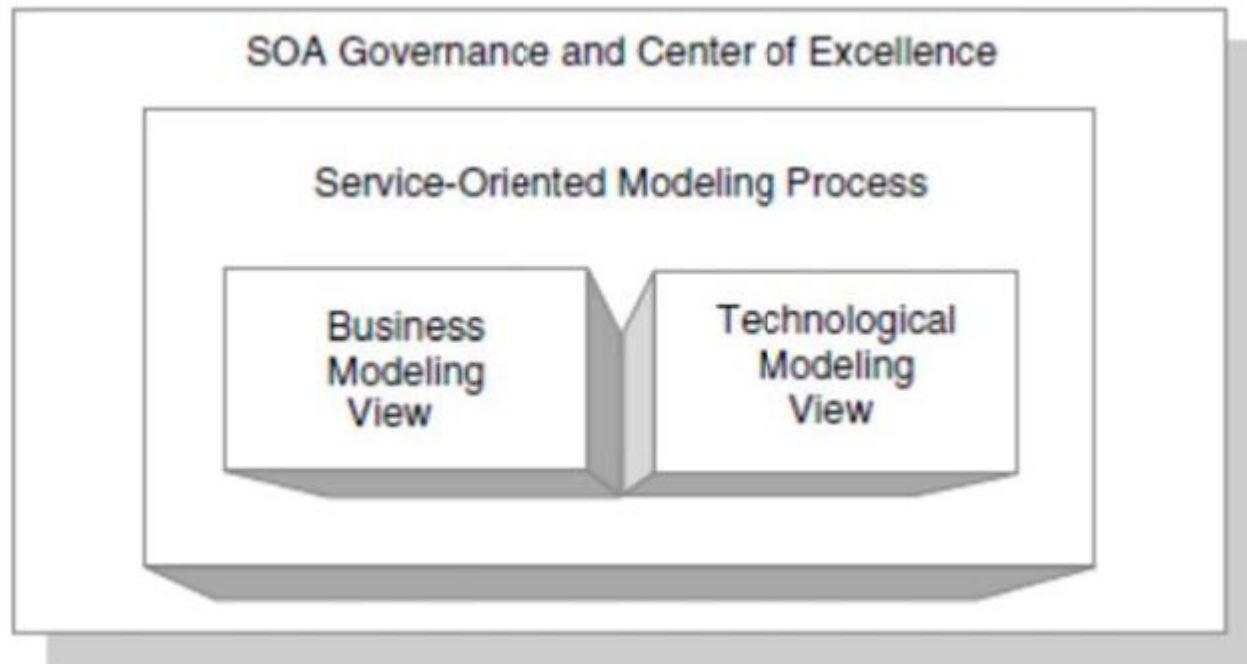 SOA Governance and Center of Excellence
Service-Oriented Modeling Process
Business
Modeling
View
Technological
Modeling
View